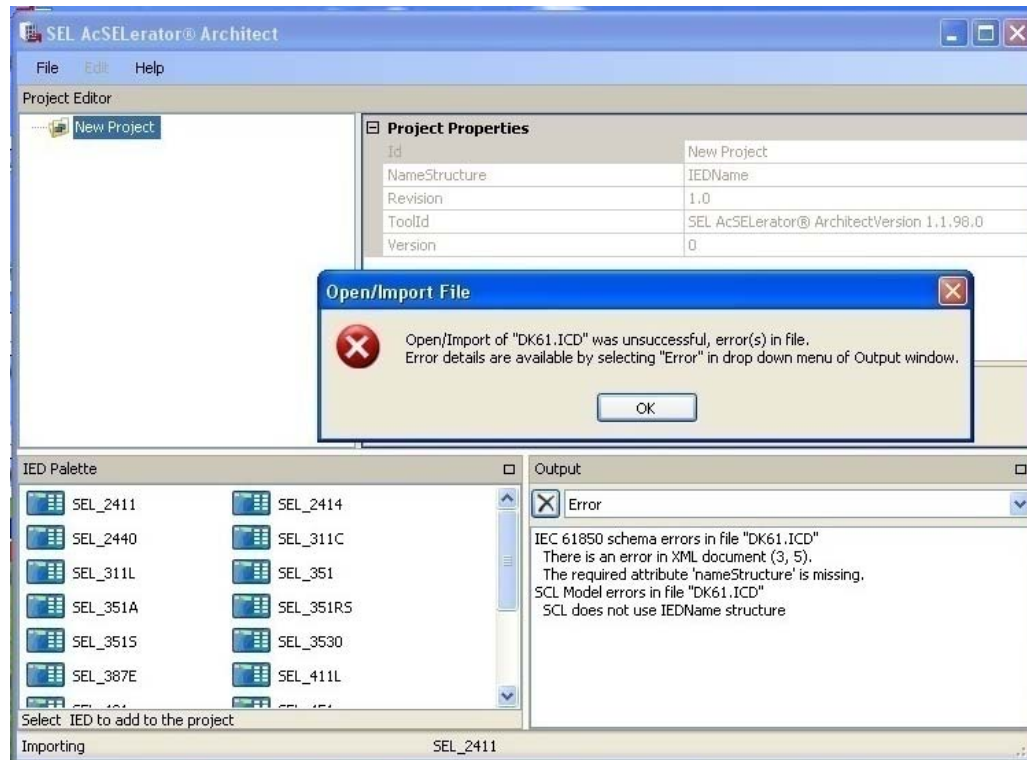 SEL AcSELerator® Architect
File Edit Help
Project Editor
New Project
Project Properties
Id New Project
NameStructure IEDName
Revision 1.0
ToolId SEL AcSELerator® ArchitectVersion 1.1.98.0
Version 0
Open/Import File
Open/Import of "DK61.ICD" was unsuccessful, error(s) in file.
Error details are available by selecting "Error" in drop down menu of Output window.
OK
IED Palette
SEL_2411 SEL_2414
SEL_2440 SEL_311C
SEL_311L SEL_351
SEL_351A SEL_351RS
SEL_351S SEL_3530
SEL_387E SEL_411L
Select IED to add to the project
Output
Error
IEC 61850 schema errors in file "DK61.ICD"
There is an error in XML document (3, 5).
The required attribute 'nameStructure' is missing.
SCL Model errors in file "DK61.ICD"
SCL does not use IEDName structure
Importing SEL_2411